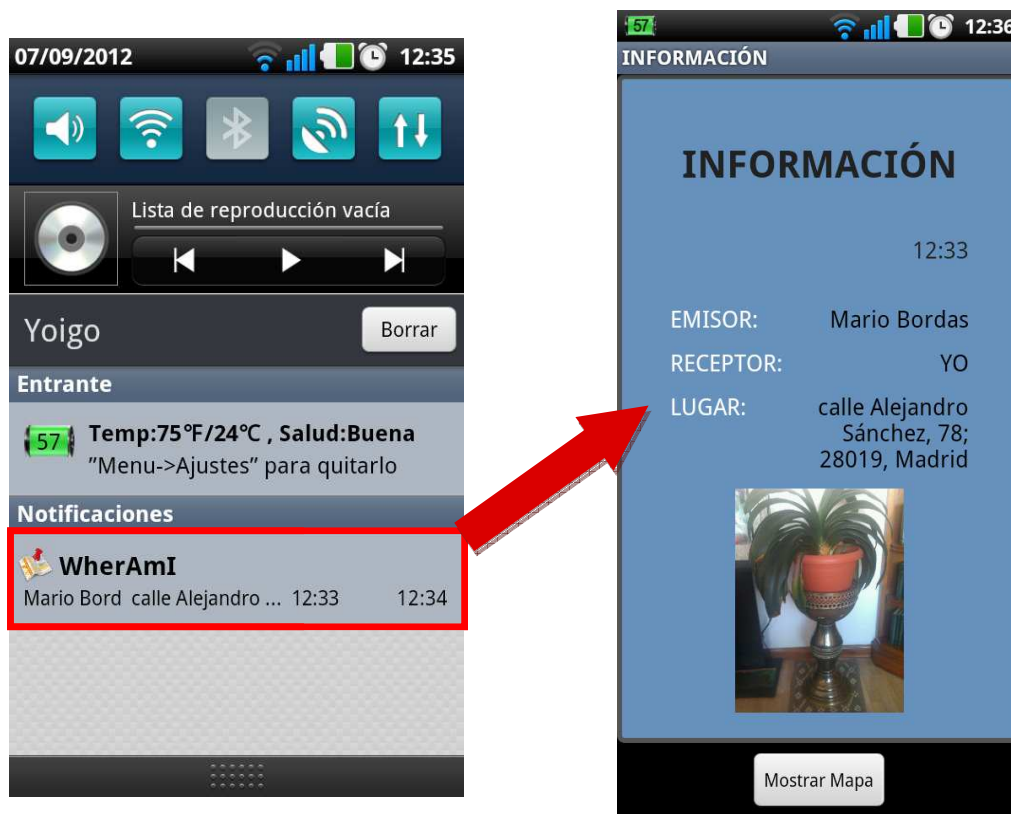 07/09/2012 12:35
Lista de reproducción vacía
Yoigo
Borrar
Entrante
57
Temp:75°F/24°C , Salud:Buena
”Menu->Ajustes” para quitarlo
Notificaciones
WherAmI
Mario Bord calle Alejandro ... 12:33 12:34
57 12:36
INFORMACIÓN
INFORMACIÓN
12:33
EMISOR: Mario Bordas
RECEPTOR: YO
LUGAR: calle Alejandro
Sánchez, 78;
28019, Madrid
Mostrar Mapa